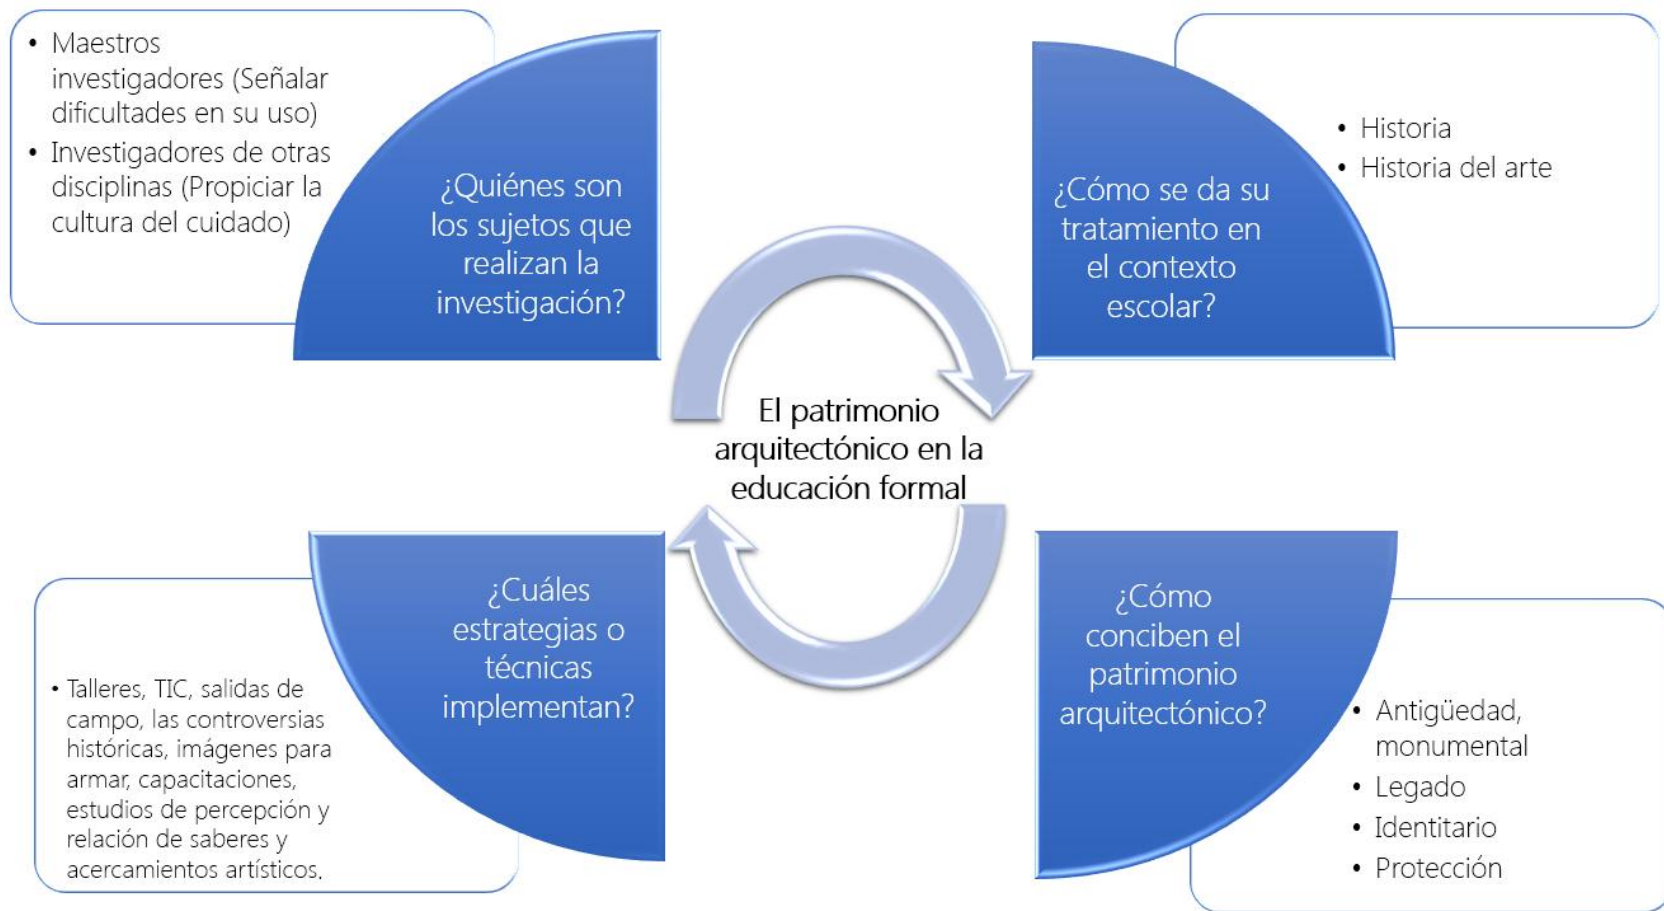 • Maestros
investigadores (Señalar
dificultades en su uso)
• Investigadores de otras
disciplinas (Propiciar la
cultura del cuidado)
¿Quiénes son
los sujetos que
realizan la
investigación?
¿Cómo se da su
tratamiento en
el contexto
escolar?
• Historia
• Historia del arte
El patrimonio
arquitectónico en la
educación formal
• Talleres, TIC, salidas de
campo, las controversias
históricas, imágenes para
armar, capacitaciones,
estudios de percepción y
relación de saberes y
acercamientos artísticos.
¿Cuáles
estrategias o
técnicas
implementan?
¿Cómo
conciben el
patrimonio
arquitectónico?
• Antigüedad,
monumental
• Legado
• Identitario
• Protección